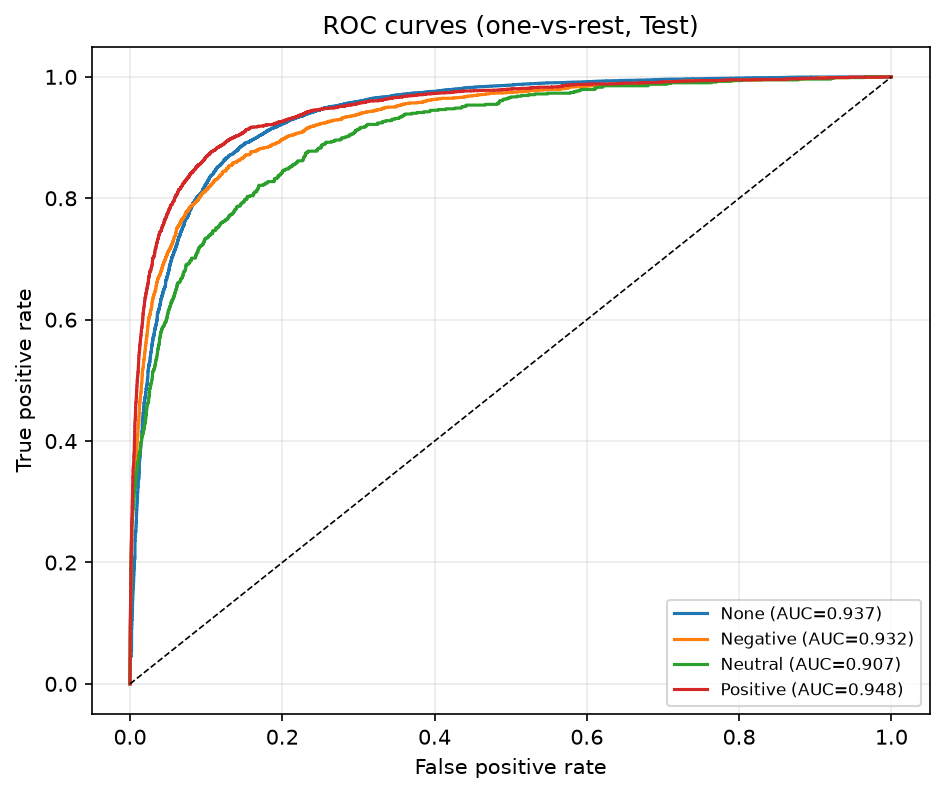 ROC curves (one-vs-rest, Test)
True positive rate
1.0
0.8
0.6
0.4
0.2
0.0
0.0 0.2 0.4 0.6 0.8 1.0
False positive rate
None (AUC=0.937)
Negative (AUC=0.932)
Neutral (AUC=0.907)
Positive (AUC=0.948)